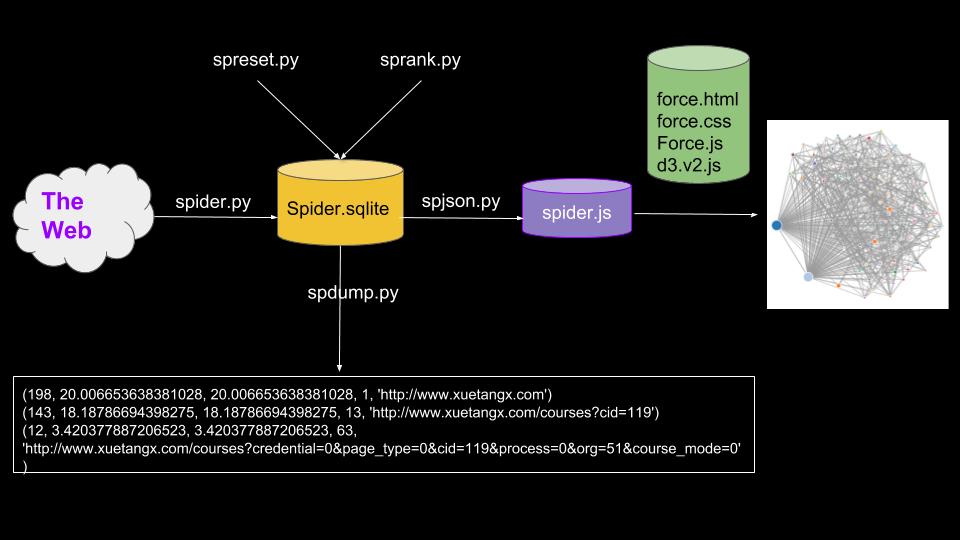 spreset.py
sprank.py
force.html
force.css
Force.js
d3.v2.js
The
Web
spider.py
Spider.sqlite
spjson.py
spider.js
spdump.py
(198, 20.006653638381028, 20.006653638381028, 1, 'http://www.xuetangx.com')
(143, 18.18786694398275, 18.18786694398275, 13, 'http://www.xuetangx.com/courses?cid=119')
(12, 3.420377887206523, 3.420377887206523, 63,
'http://www.xuetangx.com/courses?credential=0&page_type=0&cid=119&process=0&org=51&course_mode=0'
)